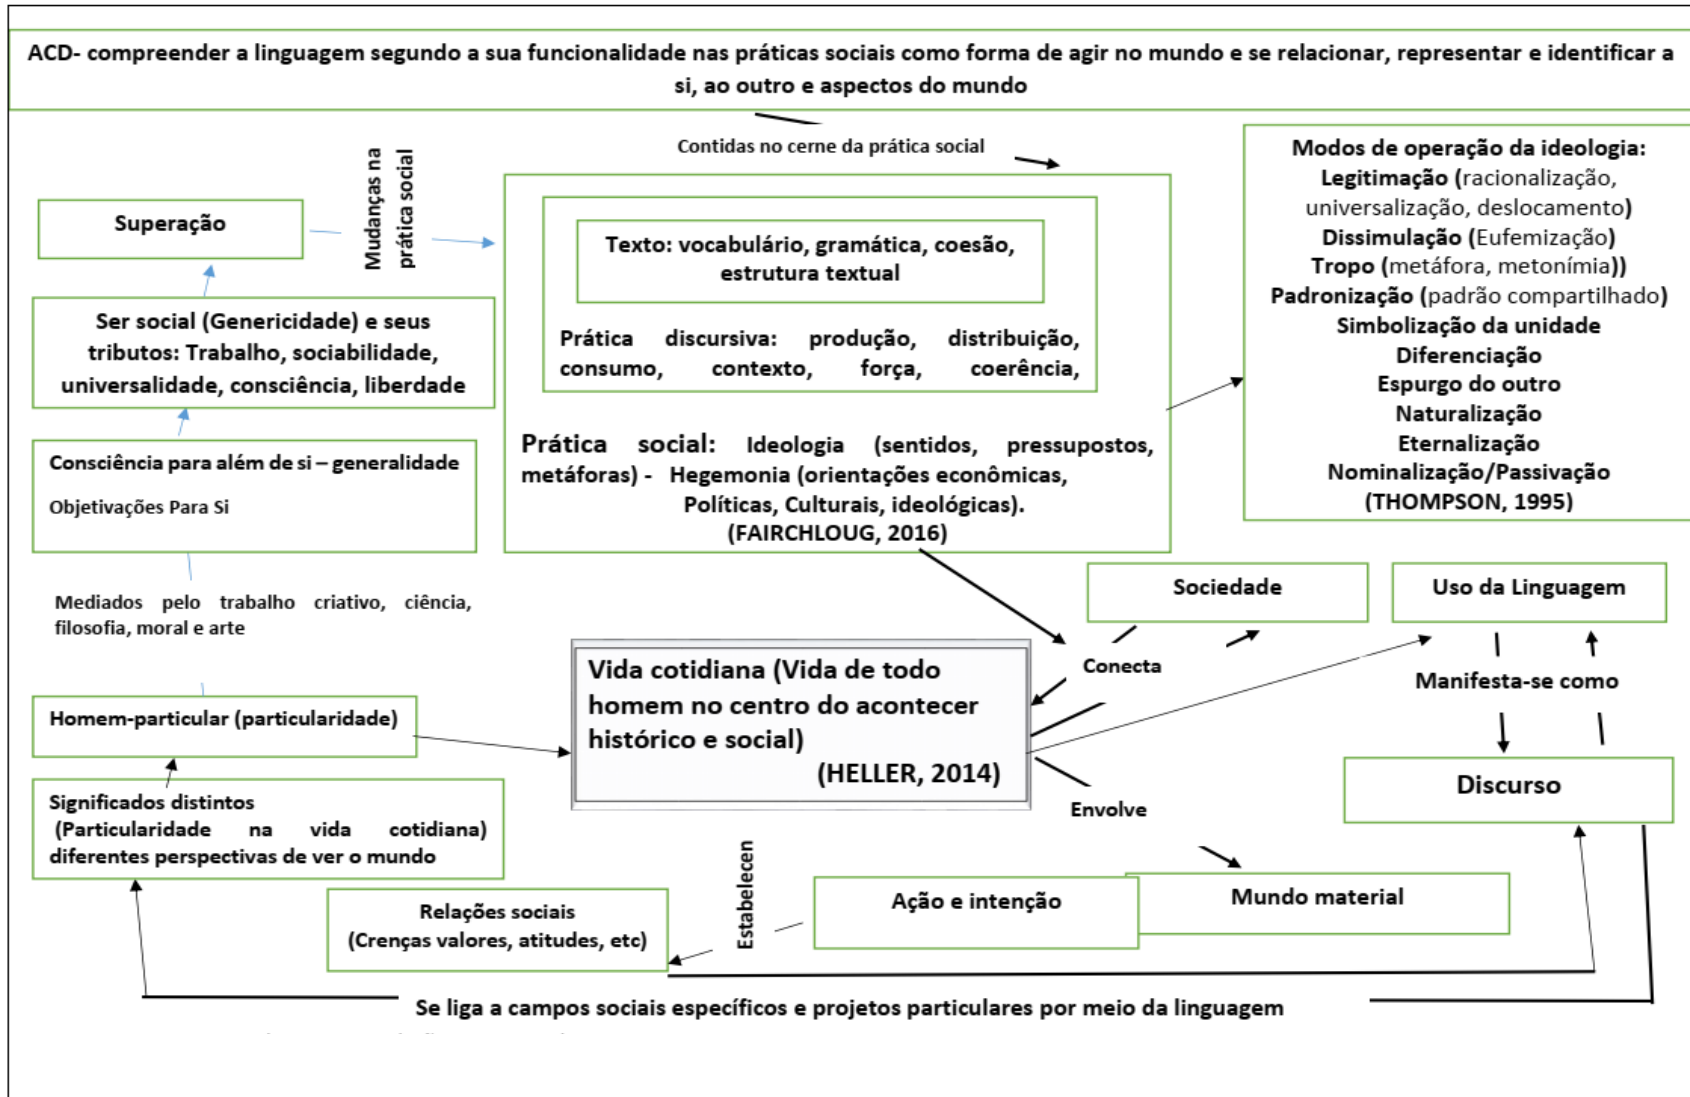 ACD- compreender a linguagem segundo a sua funcionalidade nas práticas sociais como forma de agir no mundo e se relacionar, representar e identificar a
si, ao outro e aspectos do mundo
Contidas no cerne da prática social
Mudanças na
prática social
Superação
Ser social (Genericidade) e seus
tributos: Trabalho, sociabilidade,
universalidade, consciência, liberdade
Consciência para além de si – generalidade
Objetivações Para Si
Mediados pelo trabalho criativo, ciência,
filosofia, moral e arte
Homem-particular (particularidade)
Significados distintos
(Particularidade na vida cotidiana)
diferentes perspectivas de ver o mundo
Texto: vocabulário, gramática, coesão,
estrutura textual
Prática discursiva: produção, distribuição,
consumo, contexto, força, coerência,
Prática social: Ideologia (sentidos, pressupostos,
metáforas) - Hegemonia (orientações econômicas,
Políticas, Culturais, ideológicas).
(FAIRCHLOUG, 2016)
Modos de operação da ideologia:
Legitimação (racionalização,
universalização, deslocamento)
Dissimulação (Eufemização)
Tropo (metáfora, metonímia))
Padronização (padrão compartilhado)
Simbolização da unidade
Diferenciação
Espurgo do outro
Naturalização
Eternalização
Nominalização/Passivação
(THOMPSON, 1995)
Sociedade
Uso da Linguagem
Conecta
Manifesta-se como
Vida cotidiana (Vida de todo
homem no centro do acontecer
histórico e social)
(HELLER, 2014)
Discurso
Envolve
Mundo material
Ação e intenção
Estabelecen
Relações sociais
(Crenças valores, atitudes, etc)
Se liga a campos sociais específicos e projetos particulares por meio da linguagem